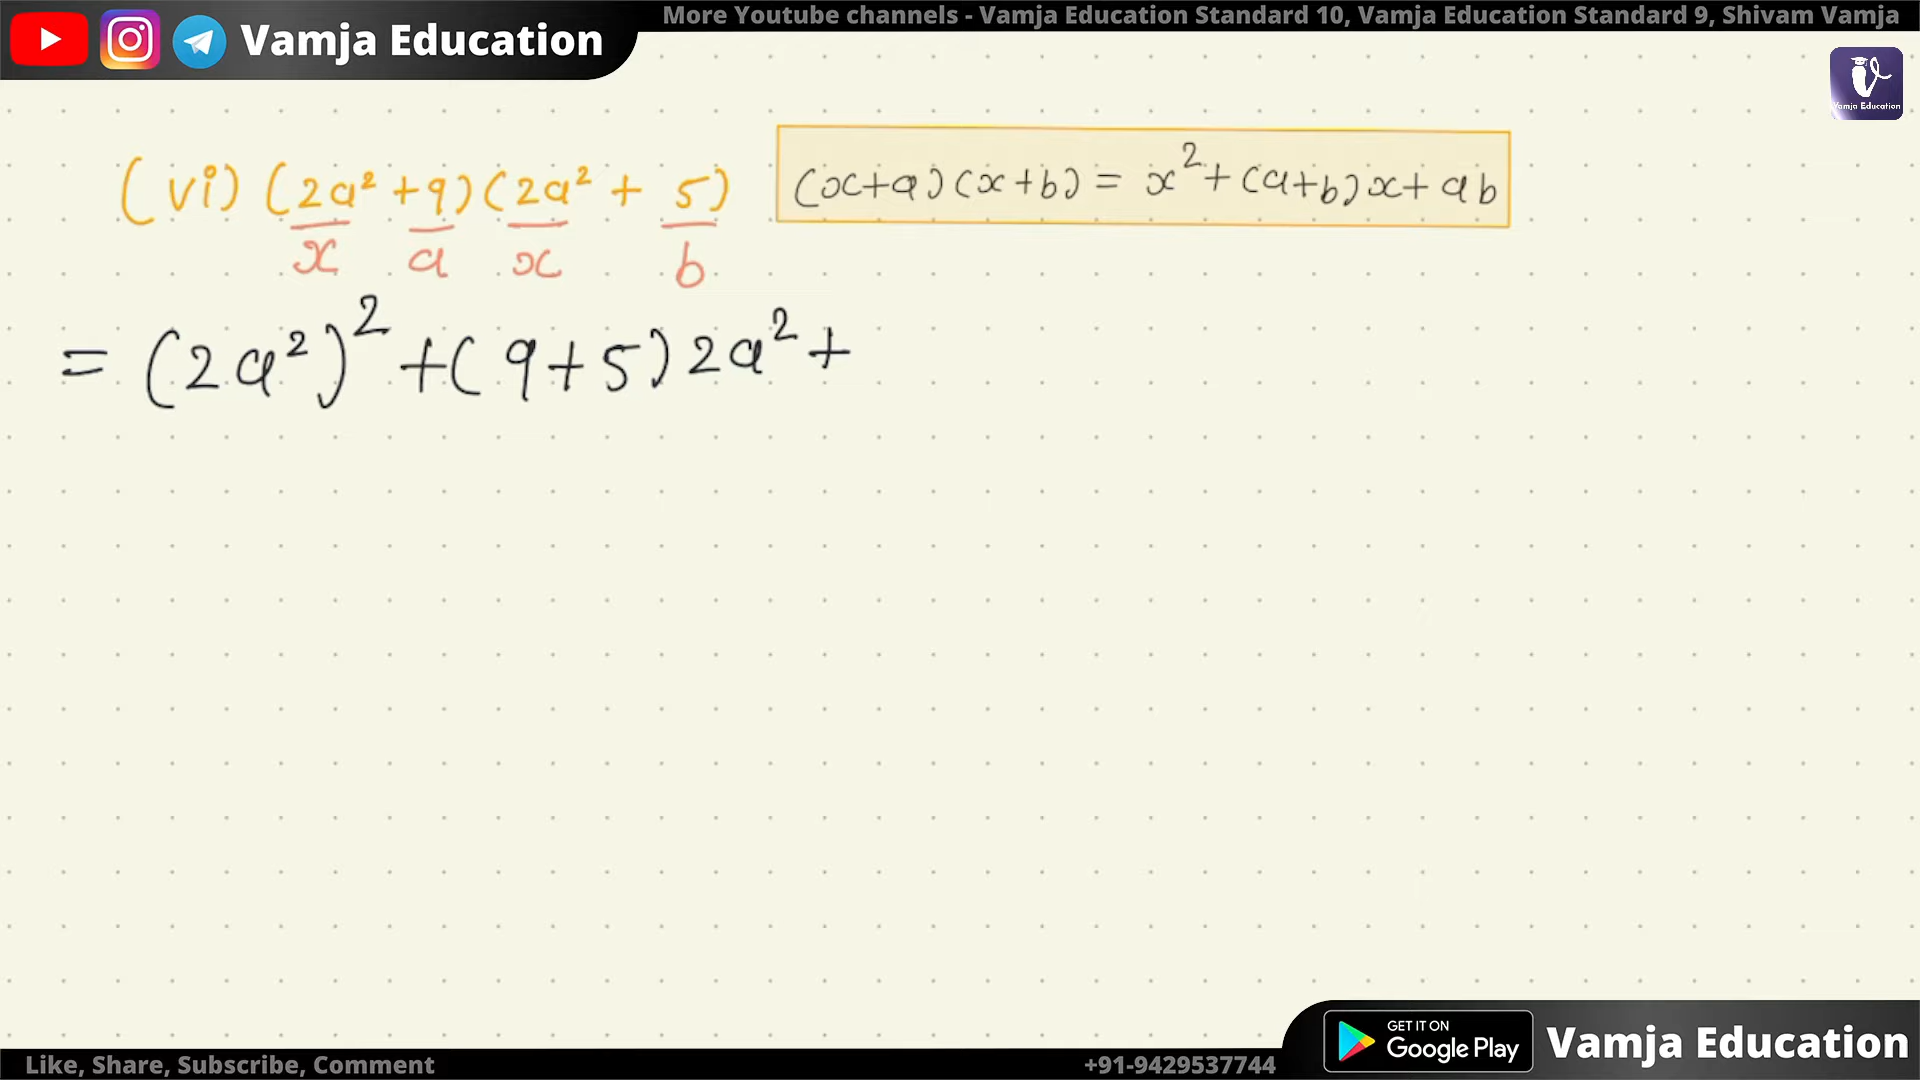 More Youtube channels - Vamja Education Standard 10, Vamja Education Standard 9, Shivam Vamja
Vamja Education
Vamja Education
(vi) (2a² + 9)(2a² + 5)
(x+a)(x+b) = x² + (a+b)x + ab
x a x b
= (2a²)² + (9+5) 2a² +
GET IT ON
Google Play
Vamja Education
Like, Share, Subscribe, Comment
+91-9429537744